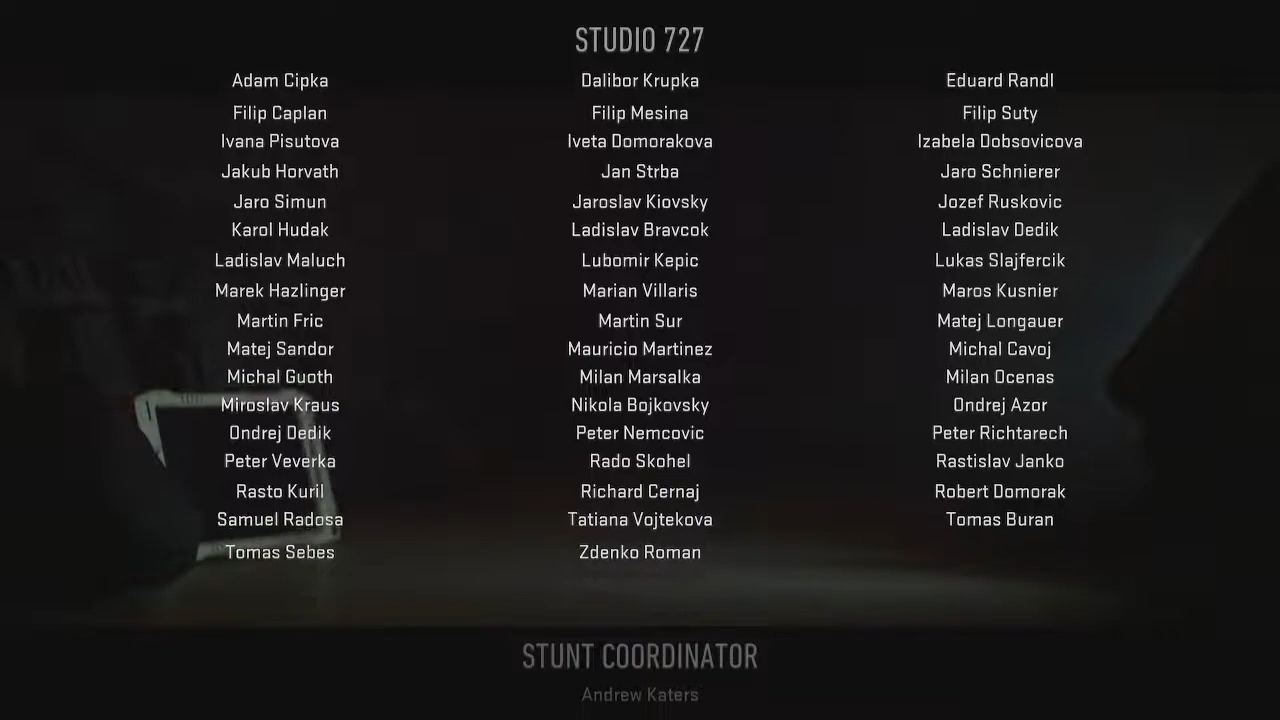 STUDIO 727
Adam Cipka Dalibor Krupka Eduard Randl
Filip Caplan Filip Mesina Filip Suty
Ivana Pisutova Iveta Domorakova Izabela Dobsovicova
Jakub Horvath Jan Strba Jaro Schnierer
Jaro Simun Jaroslav Kiovsky Jozef Ruskovic
Karol Hudak Ladislav Bravcok Ladislav Dedik
Ladislav Maluch Lubomir Kepic Lukas Slajfercik
Marek Hazlinger Marian Villaris Maros Kusnier
Martin Fric Martin Sur Matej Longauer
Matej Sandor Mauricio Martinez Michal Cavoj
Michal Guoth Milan Marsalka Milan Ocenas
Miroslav Kraus Nikola Bojkovsky Ondrej Azor
Ondrej Dedik Peter Nemcovic Peter Richtarech
Peter Veverka Rado Skohel Rastislav Janko
Rasto Kuril Richard Cernaj Robert Domorak
Samuel Radosa Tatiana Vojtekova Tomas Buran
Tomas Sebes Zdenko Roman
STUNT COORDINATOR
Andrew Katers